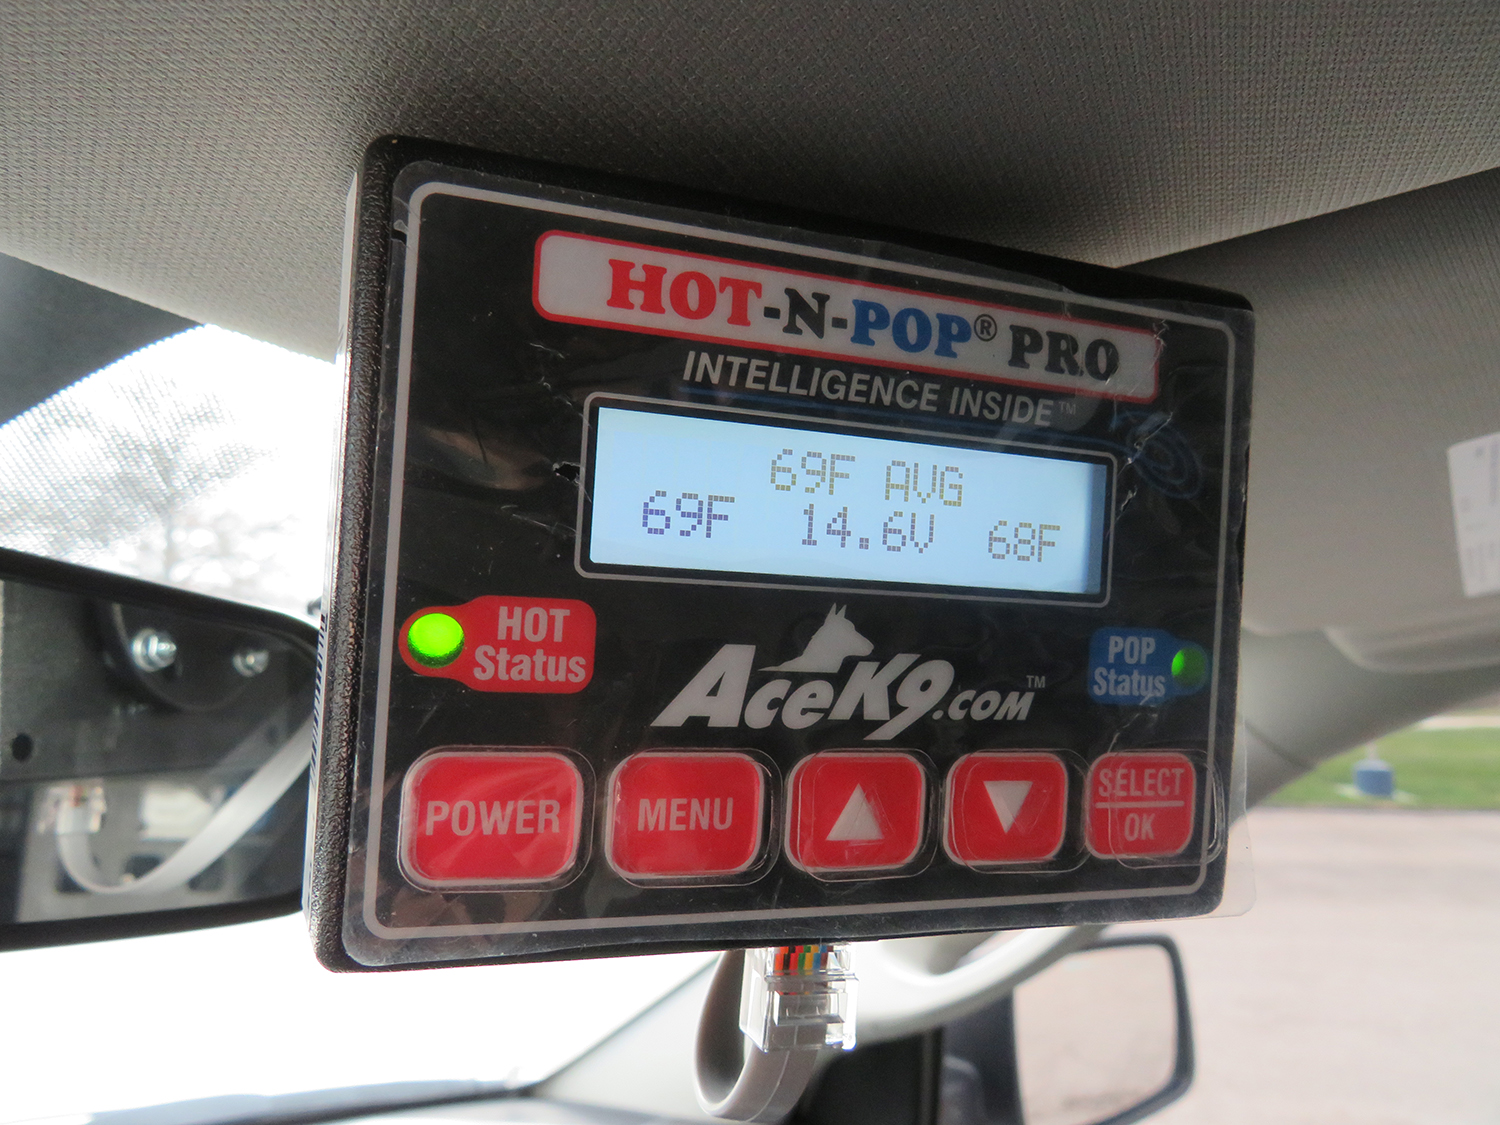 HOT-N-POP® PRO
INTELLIGENCE INSIDE™
69F AVG
69F 14.6V 68F
HOT
Status
ACEK9.COM™
POP
Status
POWER
MENU
SELECT
OK